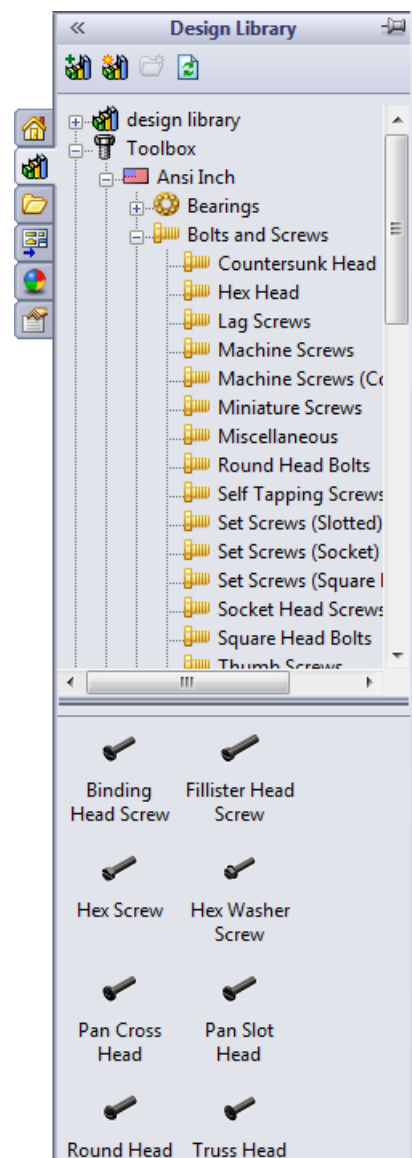 Design Library
design library
Toolbox
Ansi Inch
Bearings
Bolts and Screws
Countersunk Head
Hex Head
Lag Screws
Machine Screws
Machine Screws (Co
Miniature Screws
Miscellaneous
Round Head Bolts
Self Tapping Screws
Set Screws (Slotted)
Set Screws (Socket)
Set Screws (Square
Socket Head Screws
Square Head Bolts
Thumb Screws
Binding Fillister Head
Head Screw Screw
Hex Screw Hex Washer
Screw
Pan Cross Pan Slot
Head Head
Round Head Truss Head